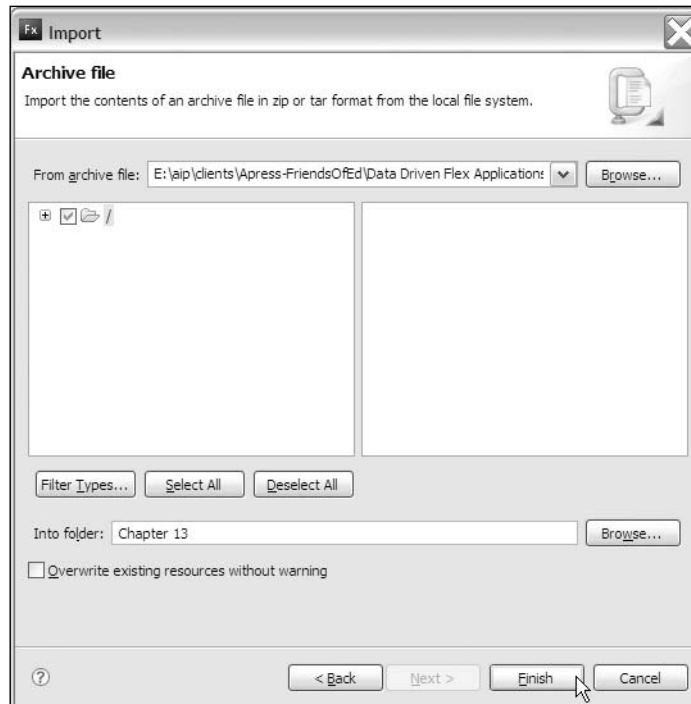 Fx Import
Archive file
Import the contents of an archive file in zip or tar format from the local file system.
From archive file: E:\aip\clients\Apress-FriendsOfEd\Data Driven Flex Applications Browse...
/
Filter Types... Select All Deselect All
Into folder: Chapter 13 Browse...
Overwrite existing resources without warning
? < Back Next > Finish Cancel